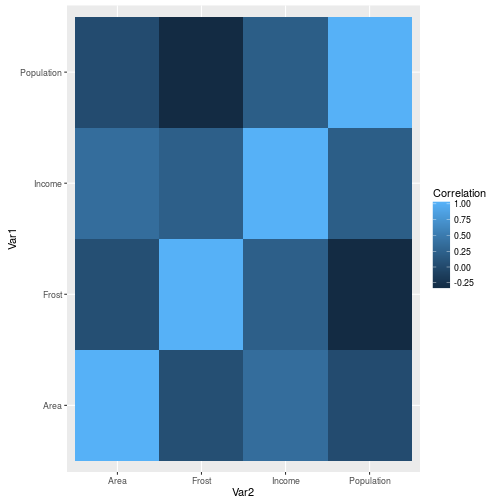 Population
Income
Frost
Area
Var1
Area Frost Income Population
Var2
Correlation
1.00
0.75
0.50
0.25
0.00
-0.25